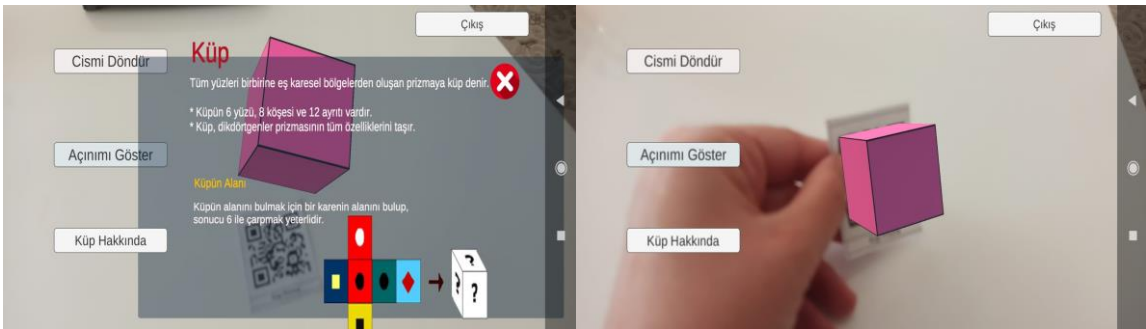 Çıkış
Cismi Döndür
Küp
Tüm yüzleri birbirine eş karesel bölgelerden oluşan prizmaya küp denir.
* Küpün 6 yüzü, 8 köşesi ve 12 ayrıtı vardır.
* Küp, dikdörtgenler prizmasının tüm özelliklerini taşır.
Açınımı Göster
Küpün Alanı
Küpün alanını bulmak için bir karenin alanını bulup,
sonucu 6 ile çarpmak yeterlidir.
Küp Hakkında
? ? ?
Çıkış
Cismi Döndür
Açınımı Göster
Küp Hakkında